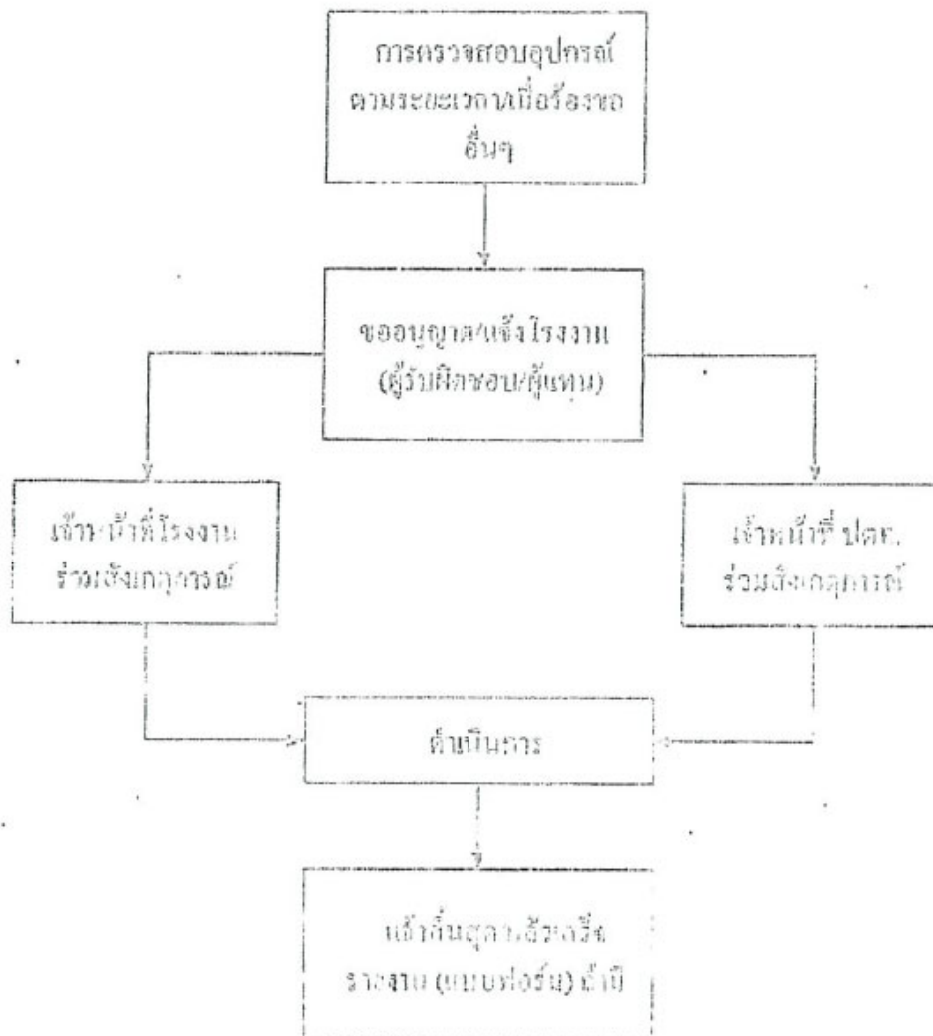 การตรวจสอบอุปกรณ์
ตามระยะเวลา/เมื่อร้องขอ
อื่นๆ
ขออนุญาต/แจ้งโรงงาน
(ผู้รับผิดชอบ/ผู้แทน)
เจ้าหน้าที่โรงงาน
ร่วมสังเกตุการณ์
เจ้าหน้าที่ ปตท.
ร่วมสังเกตุการณ์
ดำเนินการ
แจ้งสิ้นสุด
รายงาน (แบบฟอร์ม) ถ้ามี